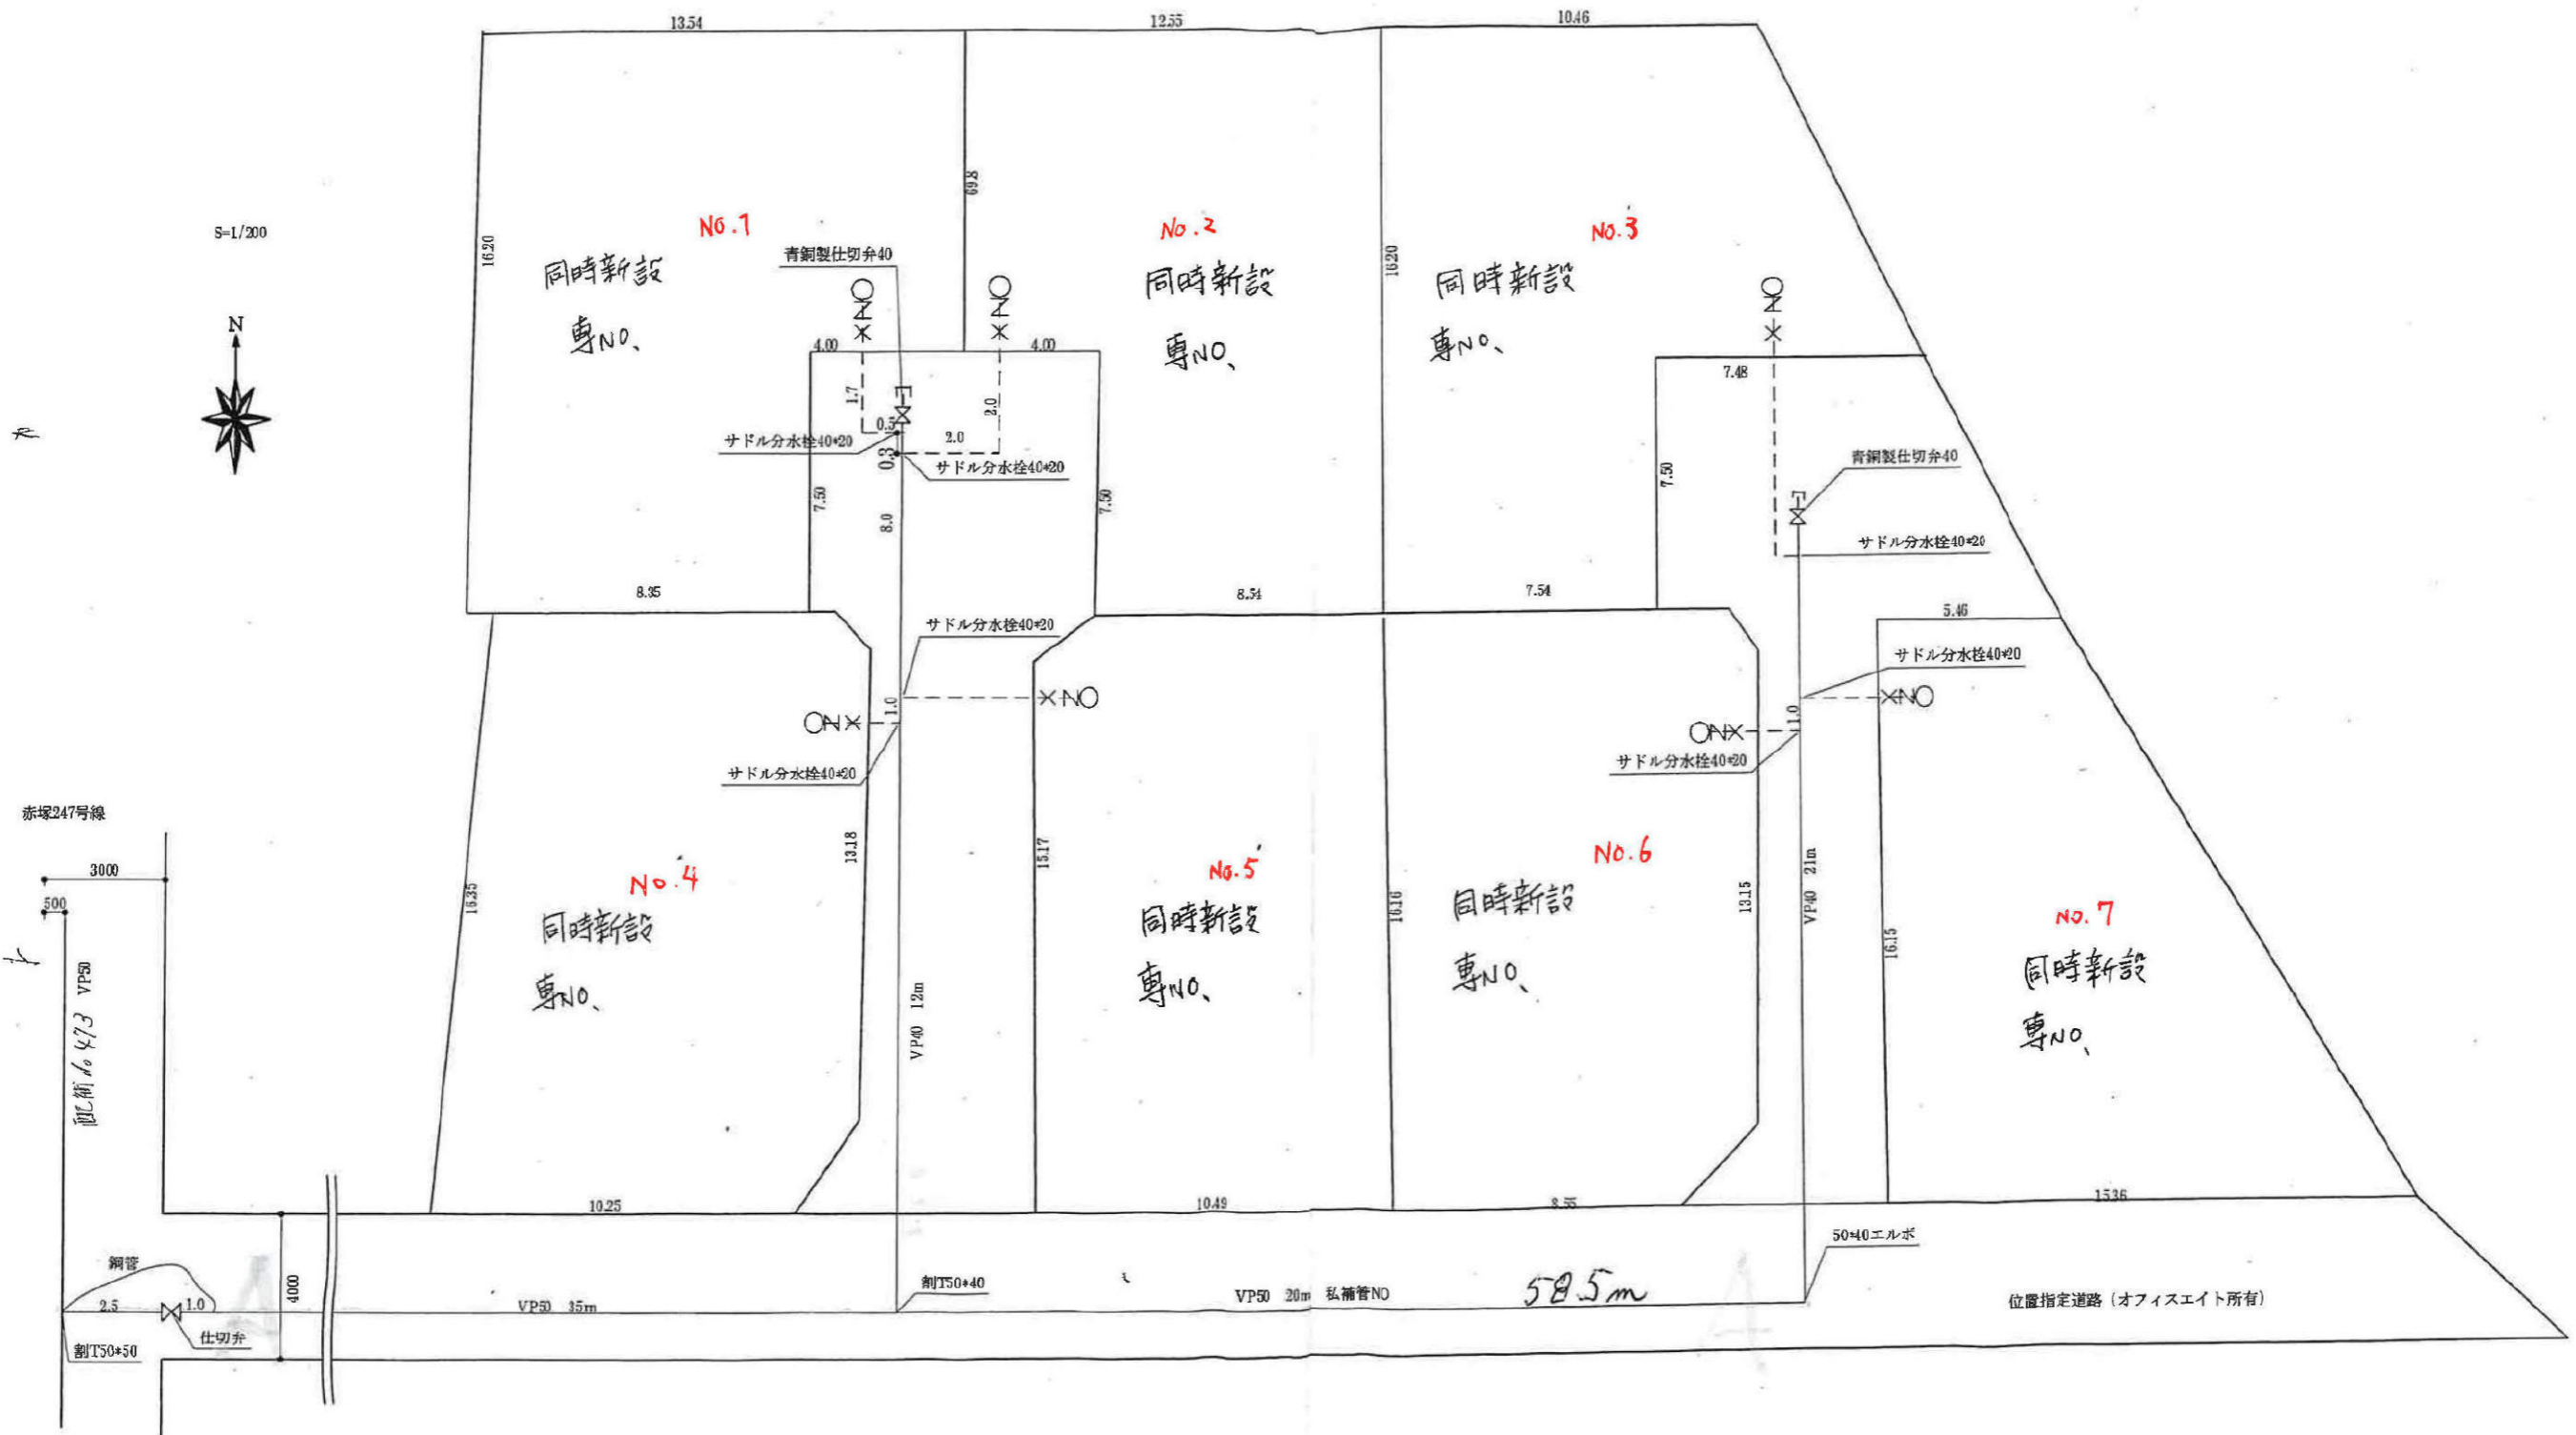 13.54
12.55
10.46
S=1/200
N
16.20
69.8
16.20
No.1
同時新設
専NO、
No.2
同時新設
専NO、
No.3
同時新設
専NO、
青銅製仕切弁40
NO
NO
NO
4.00
4.00
7.48
1.7
0.5
2.0
2.0
0.3
サドル分水栓40*20
サドル分水栓40*20
7.50
8.0
7.50
7.50
青銅製仕切弁40
サドル分水栓40*20
8.35
8.54
7.54
5.46
サドル分水栓40*20
サドル分水栓40*20
NO
NO
1.0
NO
NO
1.0
サドル分水栓40*20
サドル分水栓40*20
赤塚247号線
3000
500
VP50
16.35
13.18
15.17
16.16
13.15
VP40 21m
16.15
No.4
同時新設
専NO、
No.5
同時新設
専NO、
No.6
同時新設
専NO、
No.7
同時新設
専NO、
VP40 12m
10.25
10.49
8.55
15.36
鋼管
2.5
1.0
仕切弁
割T50*50
4000
VP50 35m
割T50*40
VP50 20m 私補管NO
58.5m
50*40エルボ
位置指定道路(オフィスエイト所有)